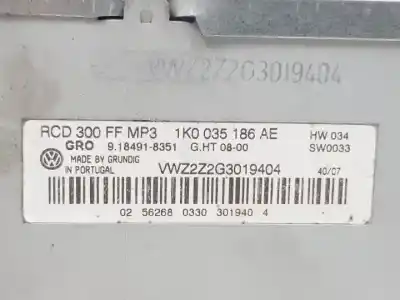 VWZ2Z2G3019404
RCD 300 FF MP3 1K0 035 186 AE HW 034
GRO 9.18491-8351 G.HT 08-00 SW0033
MADE BY GRUNDIG
IN PORTUGAL VWZ2Z2G3019404 40/07
02 56268 0330 301940 4